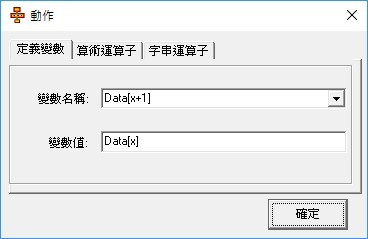 動作
定義變數 算術運算子 字串運算子
變數名稱: Data[x+1]
變數值: Data[x]
確定